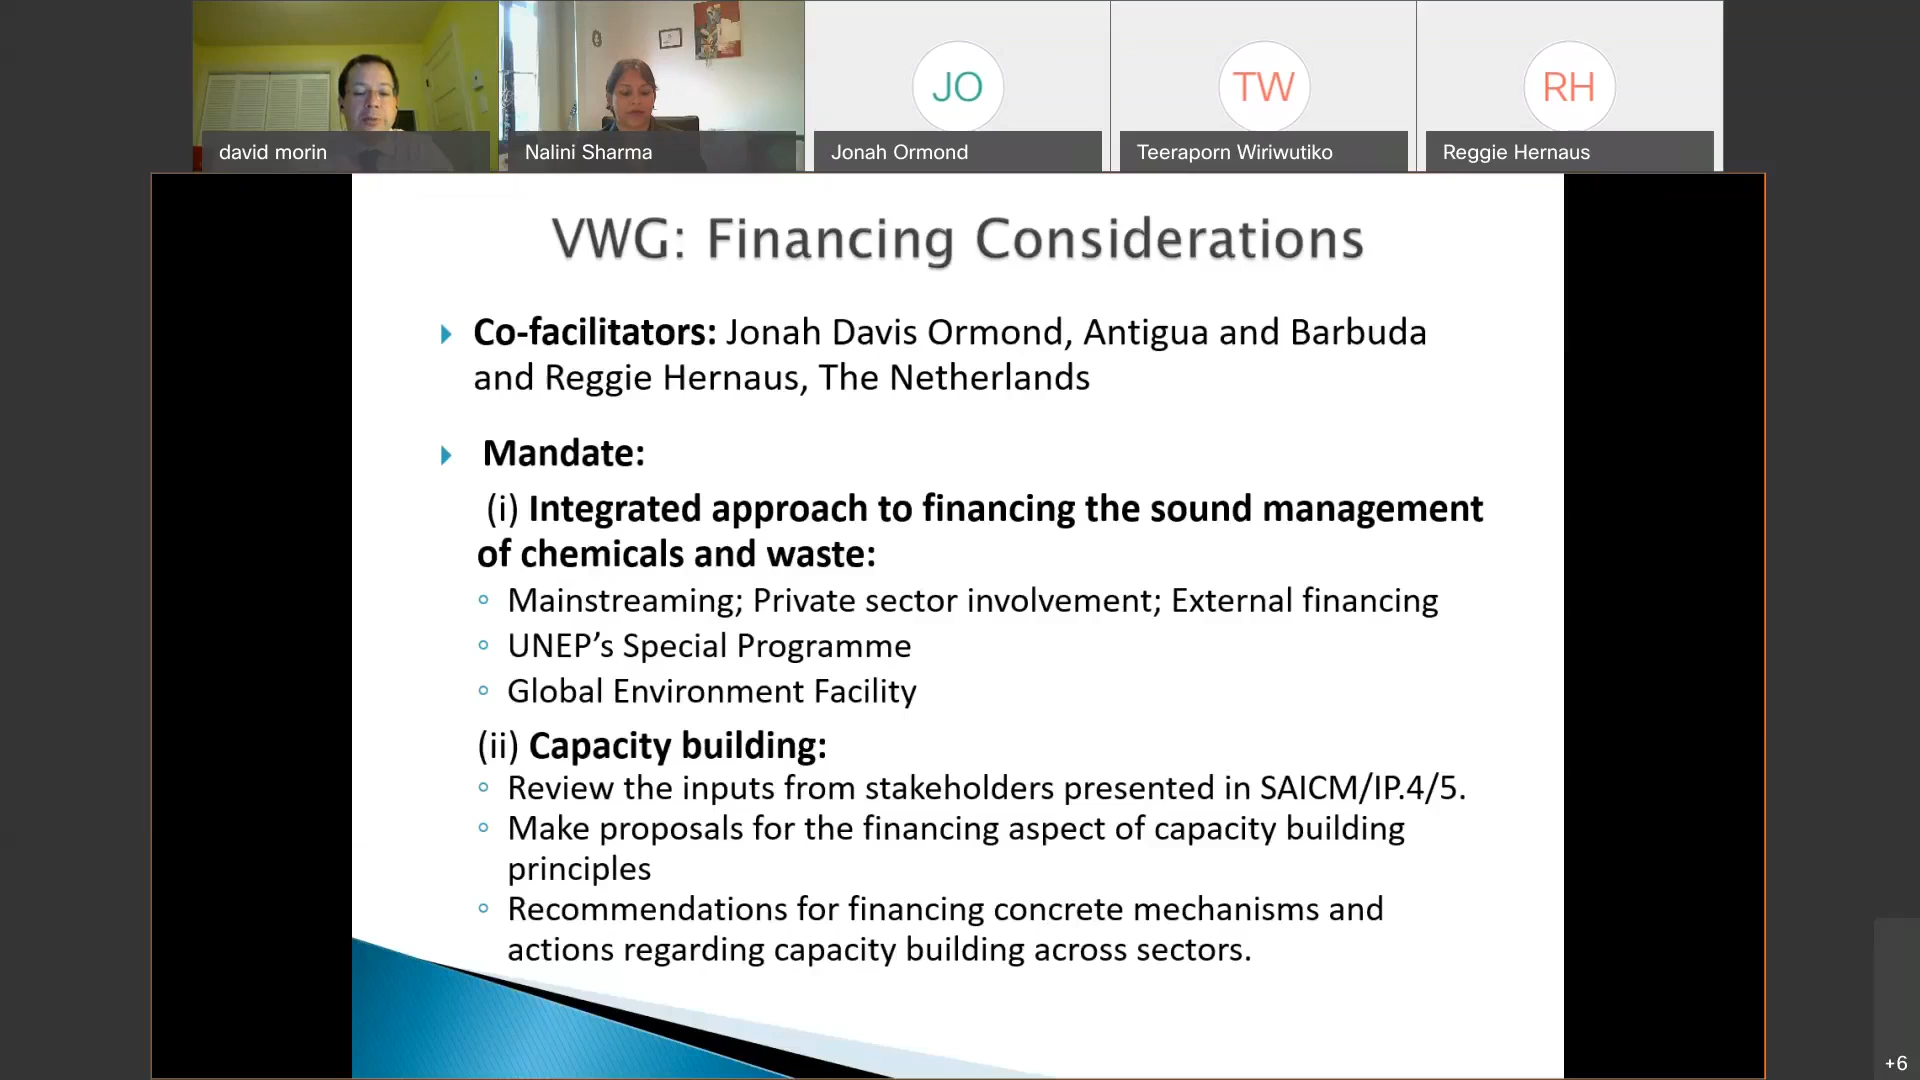 JO
TW
RH
david morin
Nalini Sharma
Jonah Ormond
Teeraporn Wiriwutiko
Reggie Hernaus
VWG: Financing Considerations
Co-facilitators: Jonah Davis Ormond, Antigua and Barbuda
and Reggie Hernaus, The Netherlands
Mandate:
(i) Integrated approach to financing the sound management
of chemicals and waste:
Mainstreaming; Private sector involvement; External financing
UNEP’s Special Programme
Global Environment Facility
(ii) Capacity building:
Review the inputs from stakeholders presented in SAICM/IP.4/5.
Make proposals for the financing aspect of capacity building
principles
Recommendations for financing concrete mechanisms and
actions regarding capacity building across sectors.
+6